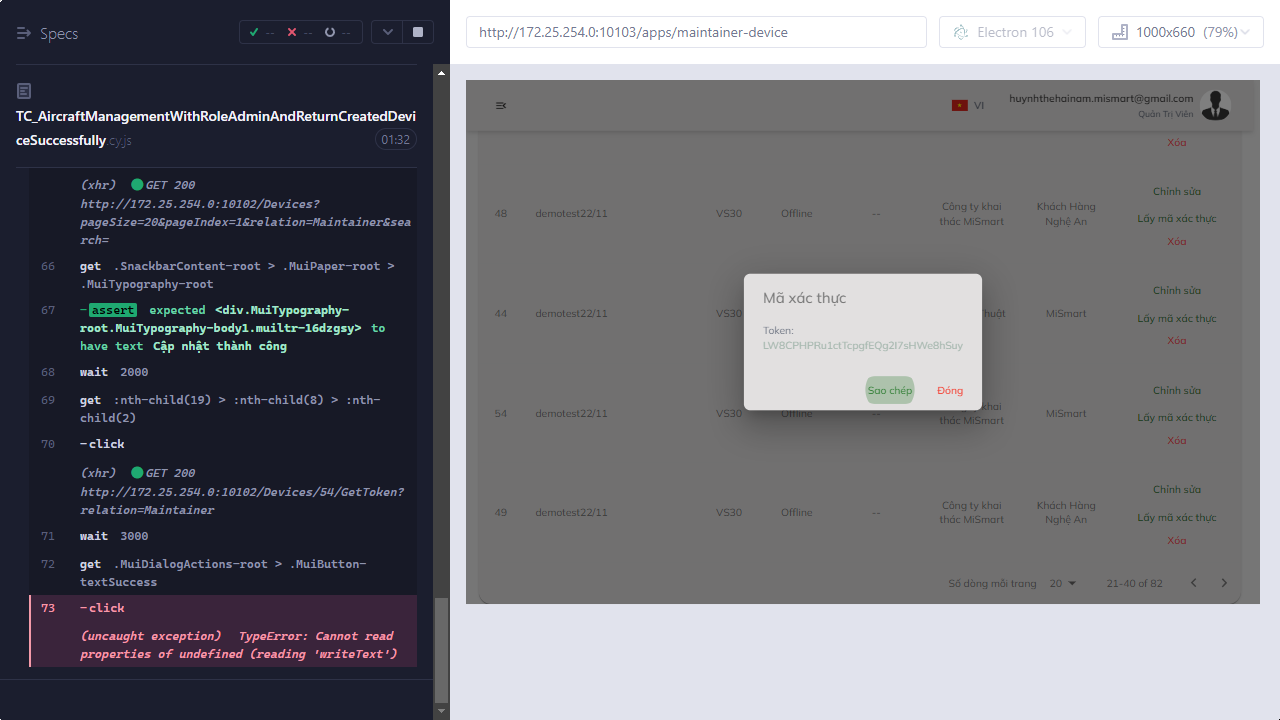 Specs
--
--
--
TC_AircraftManagementWithRoleAdminAndReturnCreatedDevi
ceSuccessfully.cy.js
01:32
(xhr) GET 200
http://172.25.254.0:10102/Devices?
pageSize=20&pageIndex=1&relation=Maintainer&sea
rch=
66 get .SnackbarContent-root > .MuiPaper-root >
.MuiTypography-root
67 -assert expected <div.MuiTypography-
root.MuiTypography-body1.muiltr-16dzgsy> to
have text Cập nhật thành công
68 wait 2000
69 get :nth-child(19) > :nth-child(8) > :nth-
child(2)
70 -click
(xhr) GET 200
http://172.25.254.0:10102/Devices/54/GetToken?
relation=Maintainer
71 wait 3000
72 get .MuiDialogActions-root > .MuiButton-
textSuccess
73 -click
(uncaught exception) TypeError: Cannot read
properties of undefined (reading 'writeText')
http://172.25.254.0:10103/apps/maintainer-device
Electron 106
1000x660 (79%)
VI
huynhthehainam.mismart@gmail.com
Quản Trị Viên
Xóa
Chỉnh sửa
48 demotest22/11 VS30 Offline -- Công ty khai Khách Hàng
thác MiSmart Nghệ An
Lấy mã xác thực
Xóa
Chỉnh sửa
44 demotest22/11 VS30 huật MiSmart
Lấy mã xác thực
Xóa
Mã xác thực
Token:
LW8CPHPRu1ctTcpgfEQg2I7sHWe8hSuy
Sao chép Đóng
Chỉnh sửa
54 demotest22/11 VS30 Offline -- Công ty khai
thác MiSmart MiSmart
Lấy mã xác thực
Xóa
Chỉnh sửa
49 demotest22/11 VS30 Offline -- Công ty khai Khách Hàng
thác MiSmart Nghệ An
Lấy mã xác thực
Xóa
Số dòng mỗi trang 20 21-40 of 82